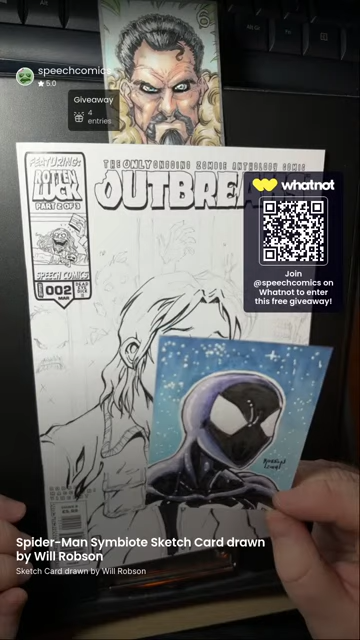 speechcomics
★ 5.0
Giveaway
4
entries
FEATURING:
ROTTEN
LUCK
PART 2 OF 3
SPEECH COMICS
002
MAR
THE ONLY ONGOING ZOMBIE ANTHOLOGY COMIC
OUTBREA
whatnot
Join
@speechcomics on
Whatnot to enter
this free giveaway!
Spider-Man Symbiote Sketch Card drawn
by Will Robson
Sketch Card drawn by Will Robson